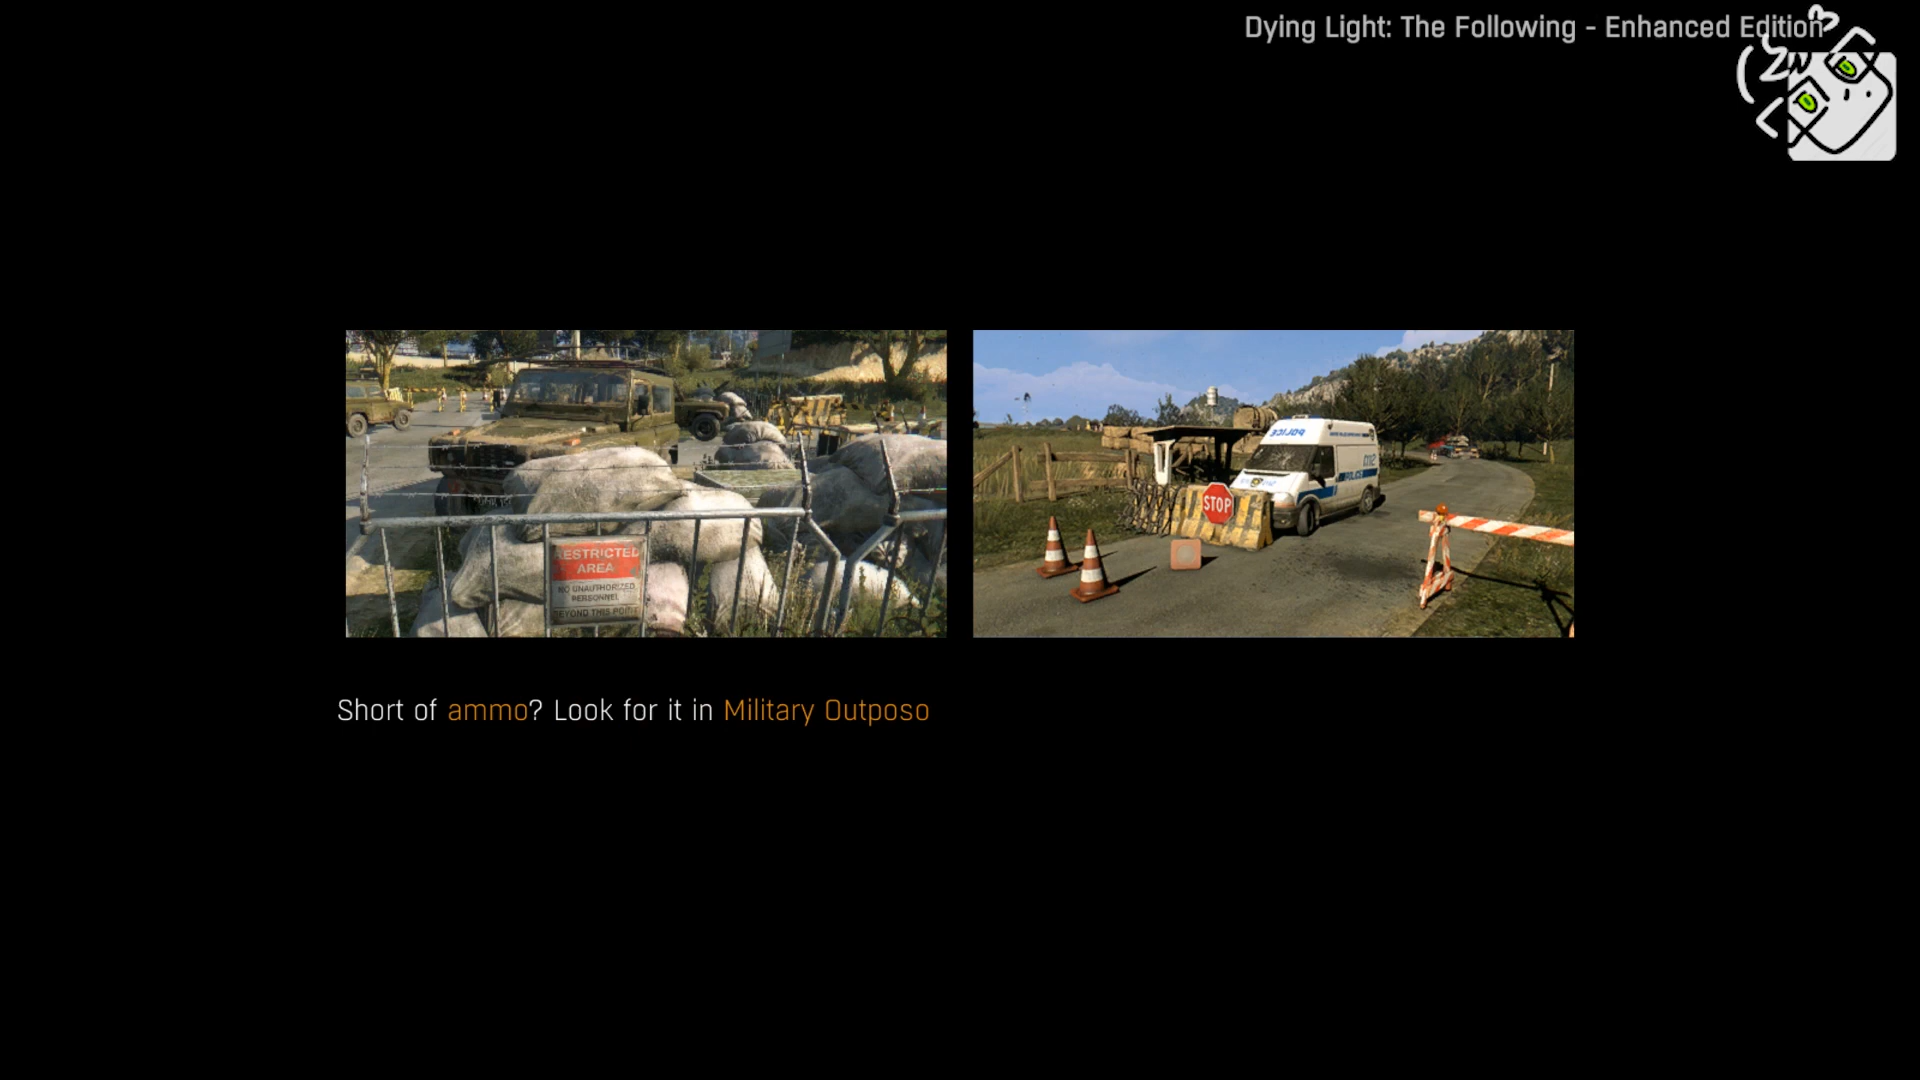 Dying Light: The Following - Enhanced Edition
RESTRICTED
AREA
NO UNAUTHORIZED
PERSONNEL
BEYOND THIS POINT
POLICE
POLICE
STOP
Short of ammo? Look for it in Military Outposo